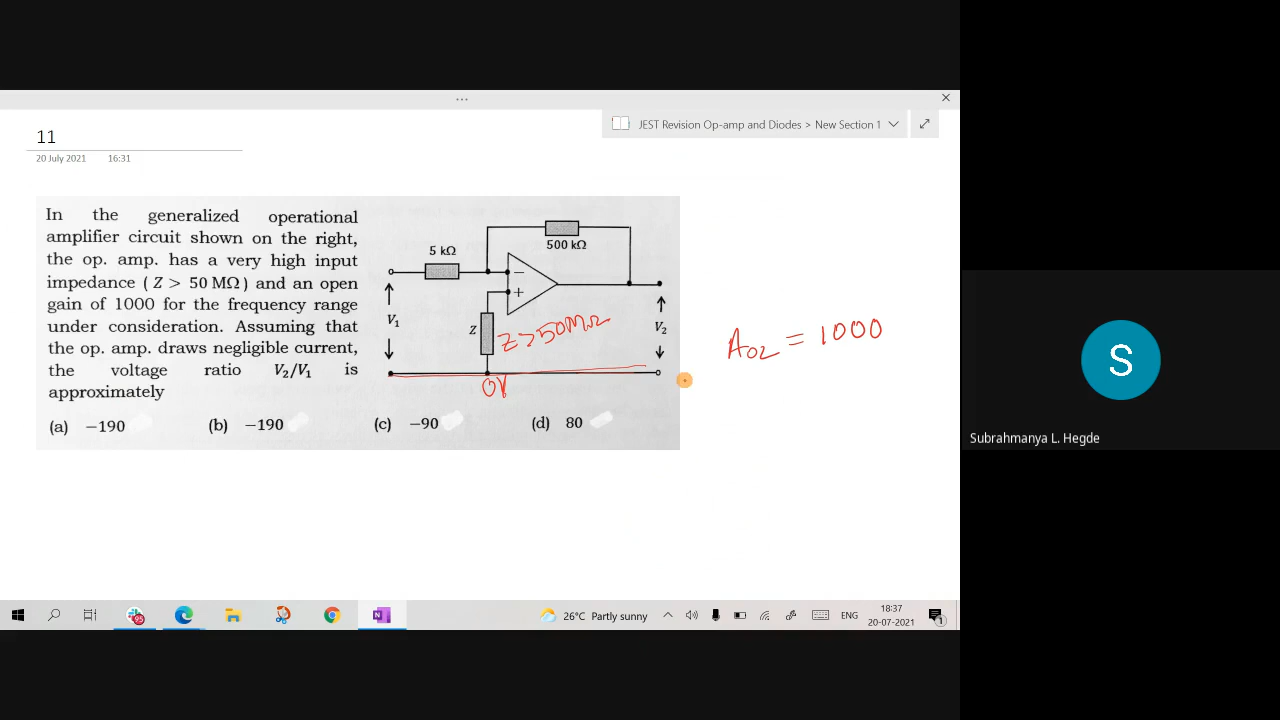 JEST Revision Op-amp and Diodes > New Section 1
11
20 July 2021 16:31
In the generalized operational
amplifier circuit shown on the right,
the op. amp. has a very high input
impedance ( Z > 50 MΩ ) and an open
gain of 1000 for the frequency range
under consideration. Assuming that
the op. amp. draws negligible current,
the voltage ratio V₂/V₁ is
approximately
5 kΩ
500 kΩ
−
+
V₁
Z
Z>50MΩ
V₂
0V
(a) −190 (b) −190 (c) −90 (d) 80
A_OL = 1000
S
Subrahmanya L. Hegde
95
N
26°C Partly sunny
ENG
18:37
20-07-2021
1